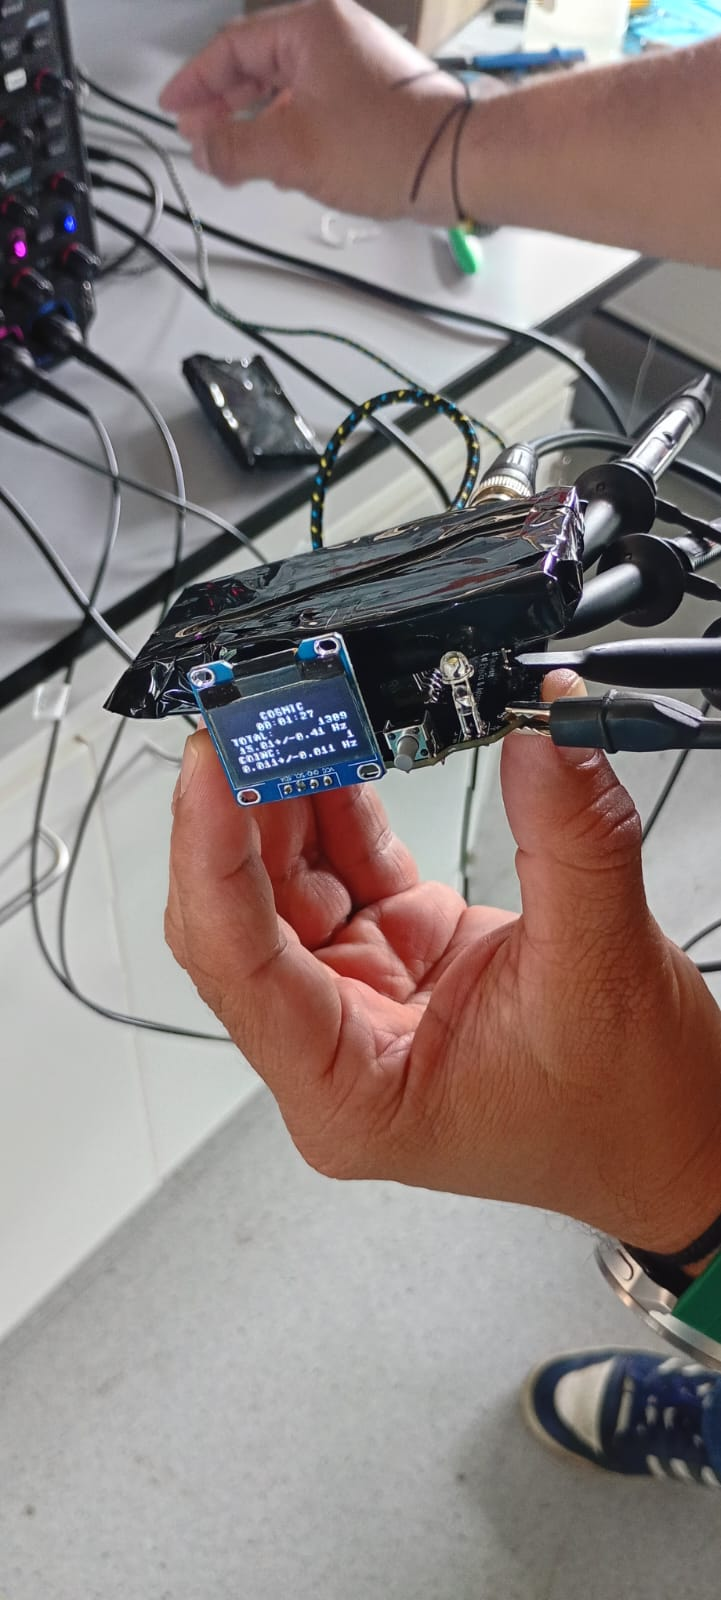 COSMIC
00:01:27
TOTAL: 1309
15.01+/-0.41 Hz
COINC: 1
0.011+/-0.011 Hz
VCC GND SCL SDA